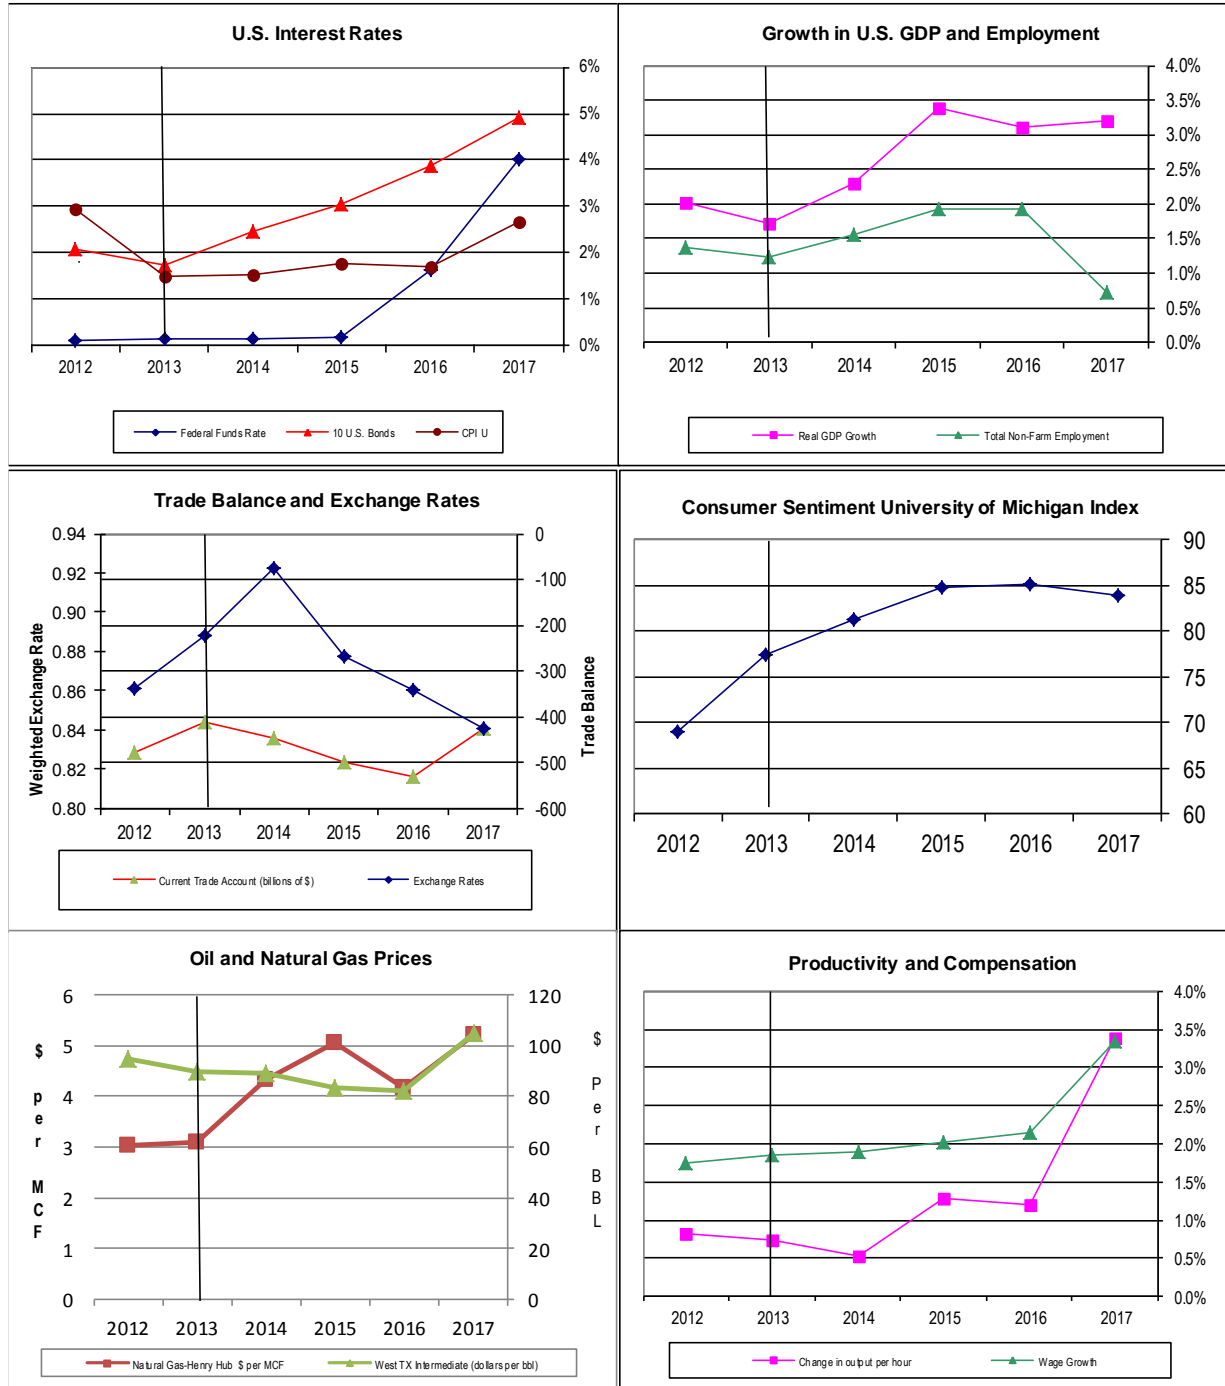 U.S. Interest Rates
6%
5%
4%
3%
2%
1%
0%
2012 2013 2014 2015 2016 2017
Federal Funds Rate 10 U.S. Bonds CPI U
Growth in U.S. GDP and Employment
4.0%
3.5%
3.0%
2.5%
2.0%
1.5%
1.0%
0.5%
0.0%
2012 2013 2014 2015 2016 2017
Real GDP Growth Total Non-Farm Employment
Trade Balance and Exchange Rates
Weighted Exchange Rate
0.94
0.92
0.90
0.88
0.86
0.84
0.82
0.80
0
-100
-200
-300
-400
-500
-600
Trade Balance
2012 2013 2014 2015 2016 2017
Current Trade Account (billions of $) Exchange Rates
Consumer Sentiment University of Michigan Index
90
85
80
75
70
65
60
2012 2013 2014 2015 2016 2017
Oil and Natural Gas Prices
$ per MCF
6
5
4
3
2
1
0
120
100
80
60
40
20
0
$ Per BBL
2012 2013 2014 2015 2016 2017
Natural Gas-Henry Hub $ per MCF West TX Intermediate (dollars per bbl)
Productivity and Compensation
4.0%
3.5%
3.0%
2.5%
2.0%
1.5%
1.0%
0.5%
0.0%
2012 2013 2014 2015 2016 2017
Change in output per hour Wage Growth